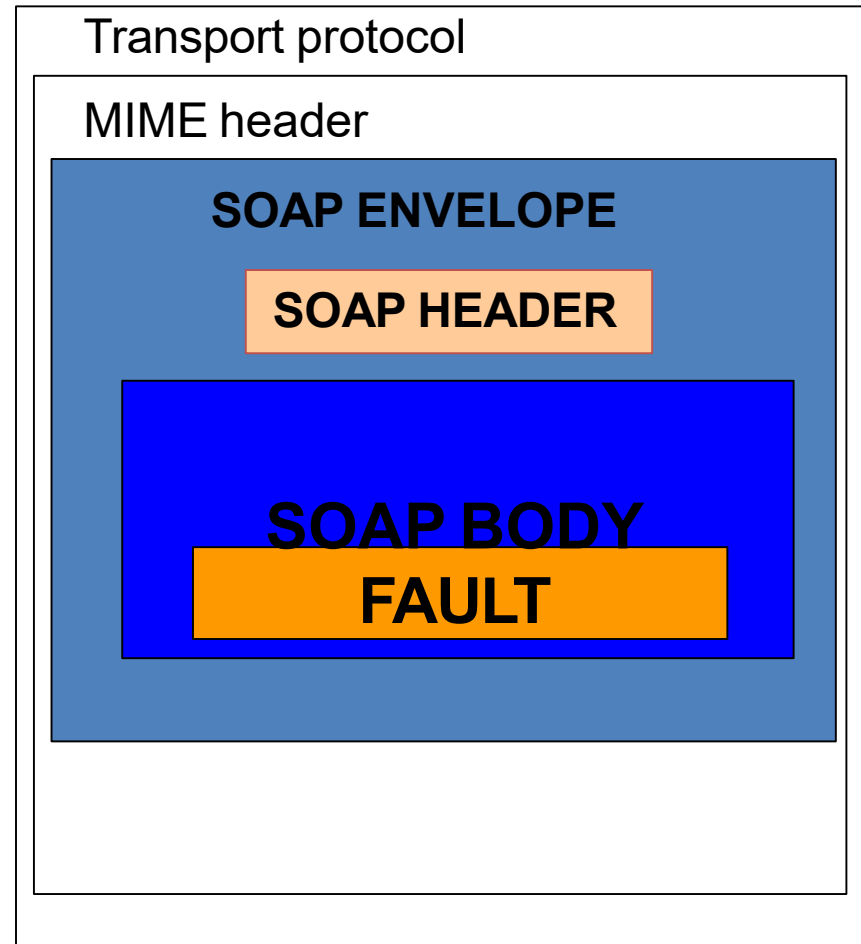 Transport protocol
MIME header
SOAP ENVELOPE
SOAP HEADER
SOAP BODY
FAULT